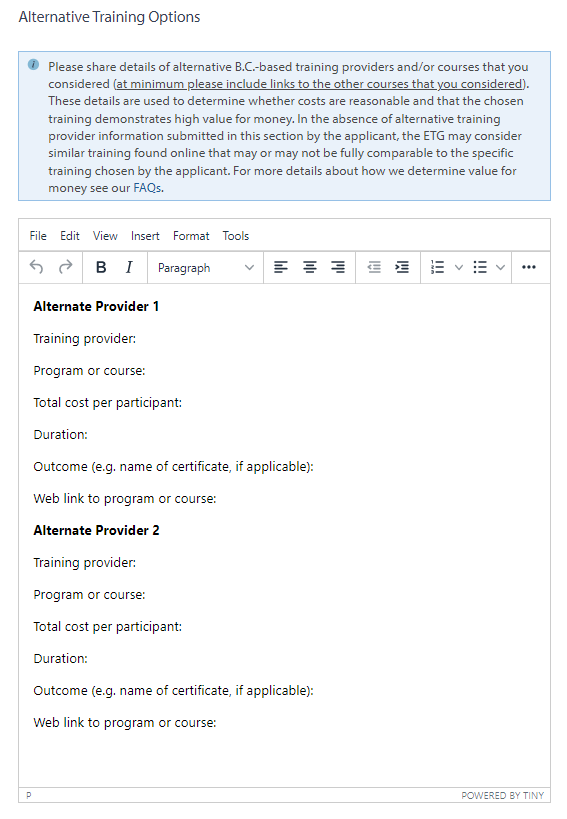 Alternative Training Options
Please share details of alternative B.C.-based training providers and/or courses that you
considered (at minimum please include links to the other courses that you considered).
These details are used to determine whether costs are reasonable and that the chosen
training demonstrates high value for money. In the absence of alternative training
provider information submitted in this section by the applicant, the ETG may consider
similar training found online that may or may not be fully comparable to the specific
training chosen by the applicant. For more details about how we determine value for
money see our FAQs.
File Edit View Insert Format Tools
B I Paragraph
Alternate Provider 1
Training provider:
Program or course:
Total cost per participant:
Duration:
Outcome (e.g. name of certificate, if applicable):
Web link to program or course:
Alternate Provider 2
Training provider:
Program or course:
Total cost per participant:
Duration:
Outcome (e.g. name of certificate, if applicable):
Web link to program or course:
P POWERED BY TINY